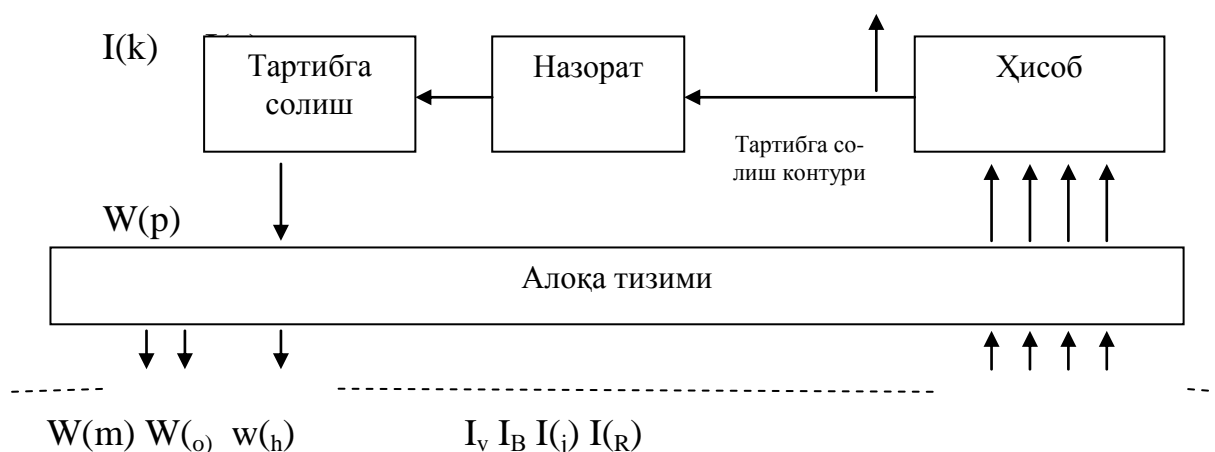 I(k)
Тартибга
солиш
Назорат
Ҳисоб
Тартибга со-
лиш контури
W(p)
Алоқа тизими
W(m) W(o) w(h)
Iv IB I(j) I(R)